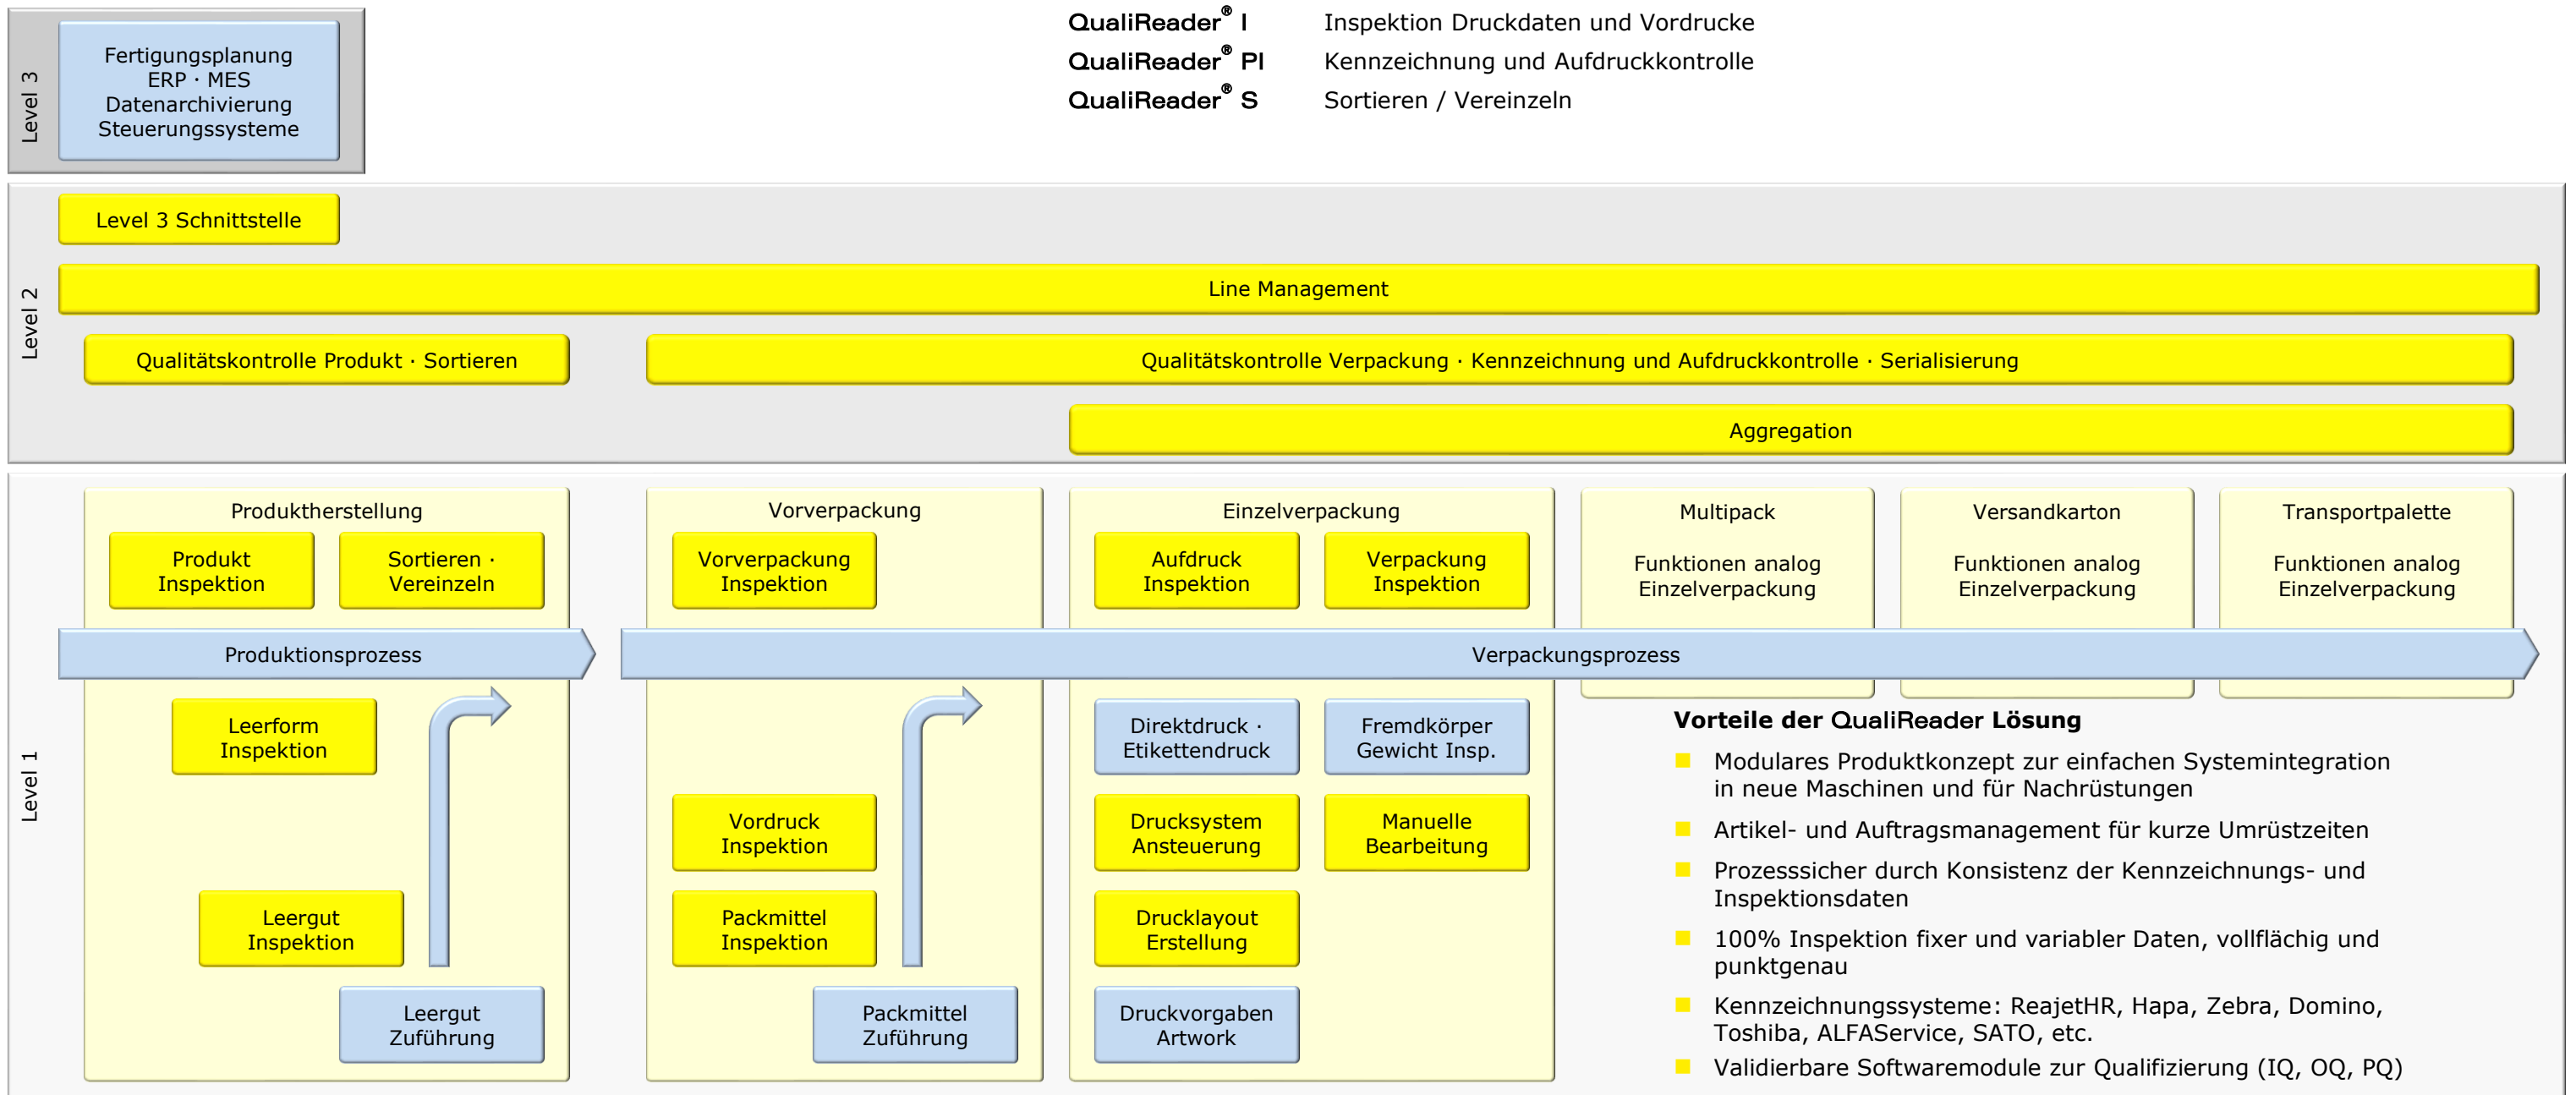 QualiReader® I Inspektion Druckdaten und Vordrucke
QualiReader® PI Kennzeichnung und Aufdruckkontrolle
QualiReader® S Sortieren / Vereinzeln
Level 3
Fertigungsplanung
ERP · MES
Datenarchivierung
Steuerungssysteme
Level 2
Level 3 Schnittstelle
Line Management
Qualitätskontrolle Produkt · Sortieren
Qualitätskontrolle Verpackung · Kennzeichnung und Aufdruckkontrolle · Serialisierung
Aggregation
Level 1
Produktherstellung
Produkt
Inspektion
Sortieren ·
Vereinzeln
Produktionsprozess
Leerform
Inspektion
Leergut
Inspektion
Leergut
Zuführung
Vorverpackung
Vorverpackung
Inspektion
Verpackungsprozess
Vordruck
Inspektion
Packmittel
Inspektion
Packmittel
Zuführung
Einzelverpackung
Aufdruck
Inspektion
Verpackung
Inspektion
Direktdruck ·
Etikettendruck
Fremdkörper
Gewicht Insp.
Drucksystem
Ansteuerung
Manuelle
Bearbeitung
Drucklayout
Erstellung
Druckvorgaben
Artwork
Multipack
Funktionen analog
Einzelverpackung
Versandkarton
Funktionen analog
Einzelverpackung
Transportpalette
Funktionen analog
Einzelverpackung
Vorteile der QualiReader Lösung
Modulares Produktkonzept zur einfachen Systemintegration
in neue Maschinen und für Nachrüstungen
Artikel- und Auftragsmanagement für kurze Umrüstzeiten
Prozesssicher durch Konsistenz der Kennzeichnungs- und
Inspektionsdaten
100% Inspektion fixer und variabler Daten, vollflächig und
punktgenau
Kennzeichnungssysteme: ReajetHR, Hapa, Zebra, Domino,
Toshiba, ALFAService, SATO, etc.
Validierbare Softwaremodule zur Qualifizierung (IQ, OQ, PQ)